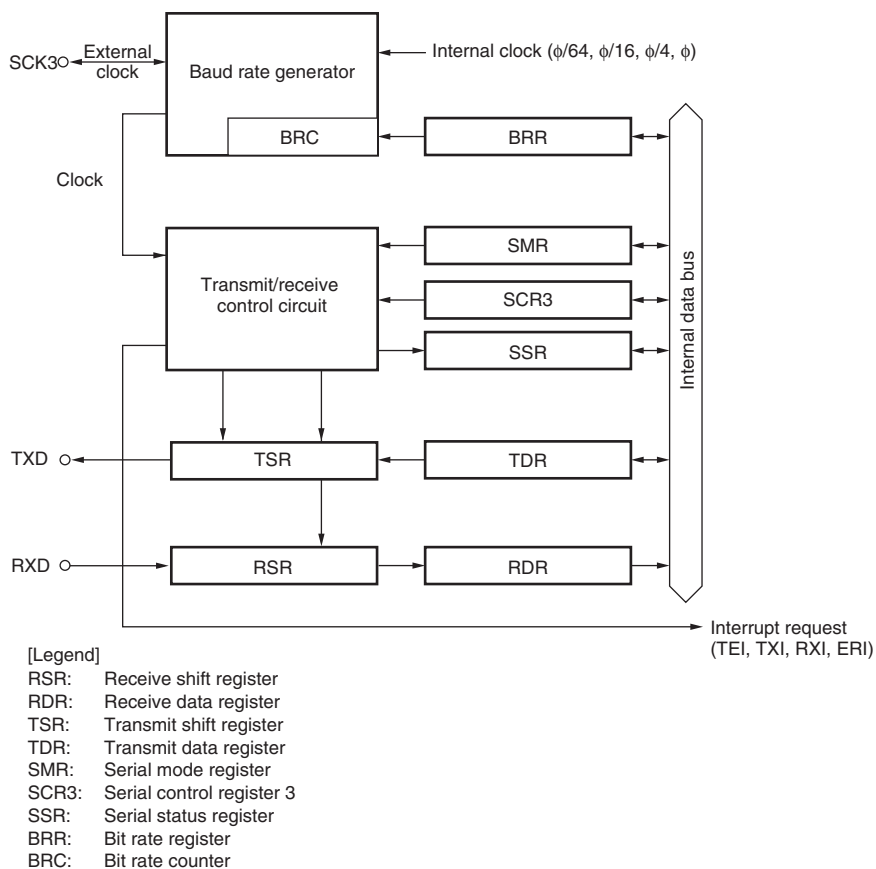 SCK3
External
clock
Baud rate generator
Internal clock (ϕ/64, ϕ/16, ϕ/4, ϕ)
BRC
BRR
Clock
Transmit/receive
control circuit
SMR
SCR3
SSR
Internal data bus
TXD
TSR
TDR
RXD
RSR
RDR
Interrupt request
(TEI, TXI, RXI, ERI)
[Legend]
RSR: Receive shift register
RDR: Receive data register
TSR: Transmit shift register
TDR: Transmit data register
SMR: Serial mode register
SCR3: Serial control register 3
SSR: Serial status register
BRR: Bit rate register
BRC: Bit rate counter